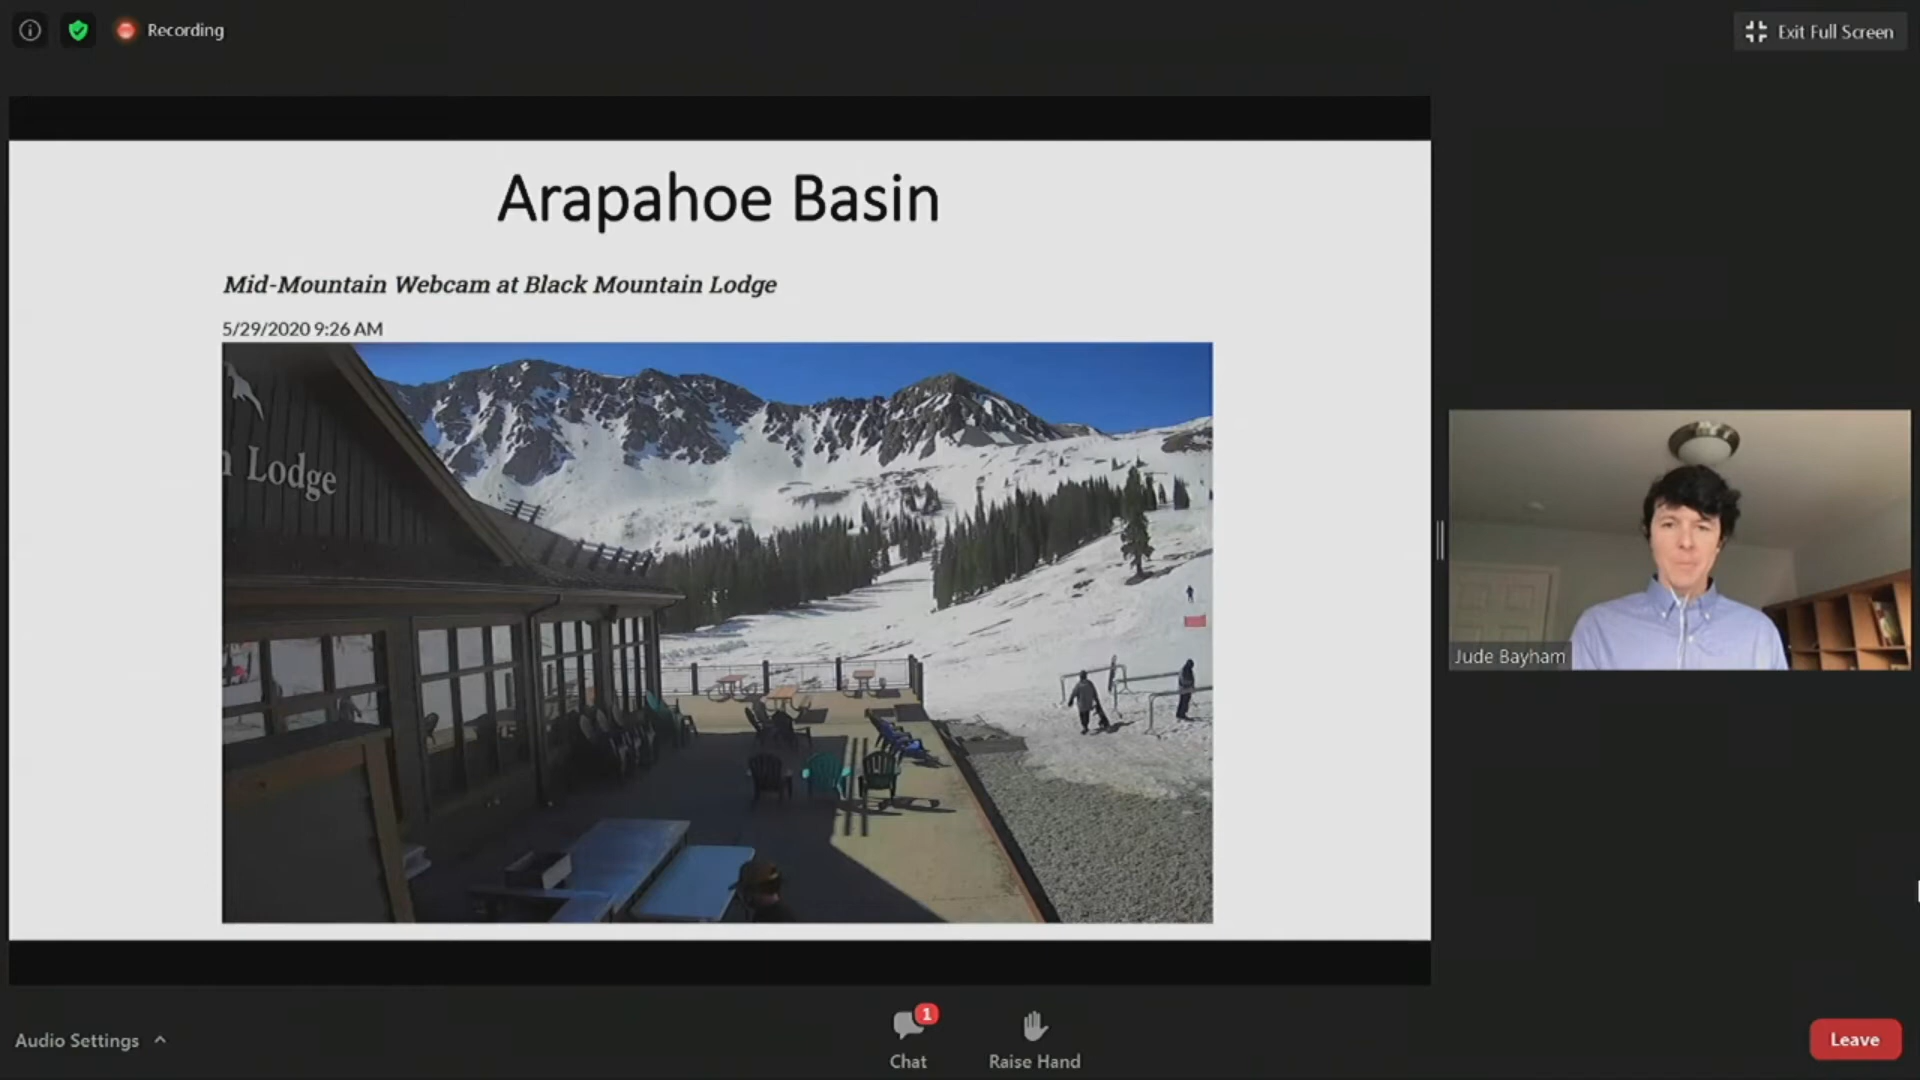 Recording
Exit Full Screen
Arapahoe Basin
Mid-Mountain Webcam at Black Mountain Lodge
5/29/2020 9:26 AM
n Lodge
Jude Bayham
Audio Settings
1
Chat
Raise Hand
Leave